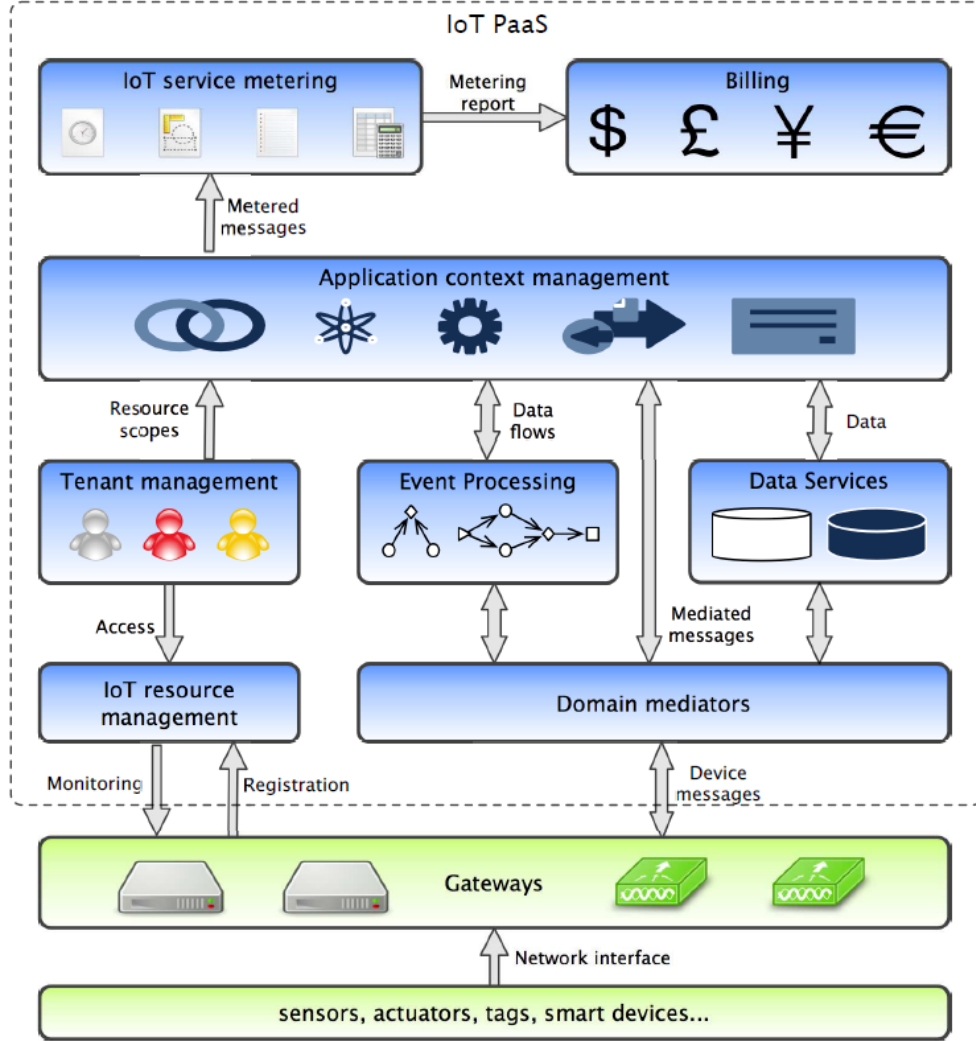 IoT PaaS
IoT service metering
Metering
report
Billing
$ £ ¥ €
Metered
messages
Application context management
Resource
scopes
Data
flows
Data
Tenant management
Event Processing
Data Services
Access
Mediated
messages
IoT resource
management
Domain mediators
Monitoring
Registration
Device
messages
Gateways
Network interface
sensors, actuators, tags, smart devices...